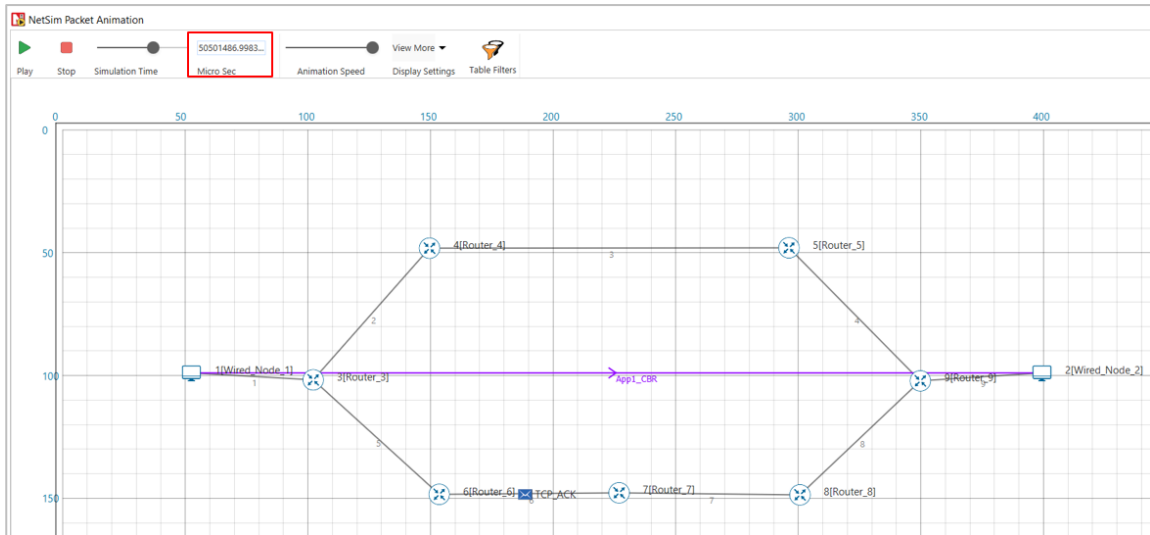 NetSim Packet Animation
50501486.9983...
View More
Play
Stop
Simulation Time
Micro Sec
Animation Speed
Display Settings
Table Filters
0 50 100 150 200 250 300 350 400
0
4[Router_4]
5[Router_5]
50
3
2
4
1[Wired_Node_1]
2[Wired_Node_2]
100
1
3[Router_3]
App1_CBR
9[Router_9]
9
5
8
6[Router_6]
TCP_ACK
7[Router_7]
8[Router_8]
150
6
7